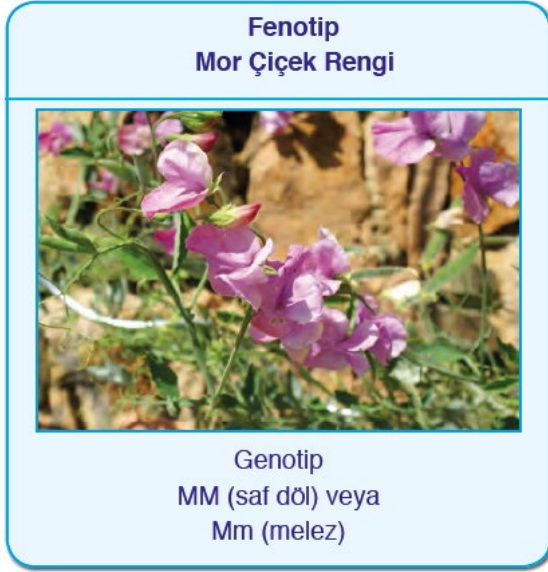 Fenotip
Mor Çiçek Rengi
Genotip
MM (saf döl) veya
Mm (melez)